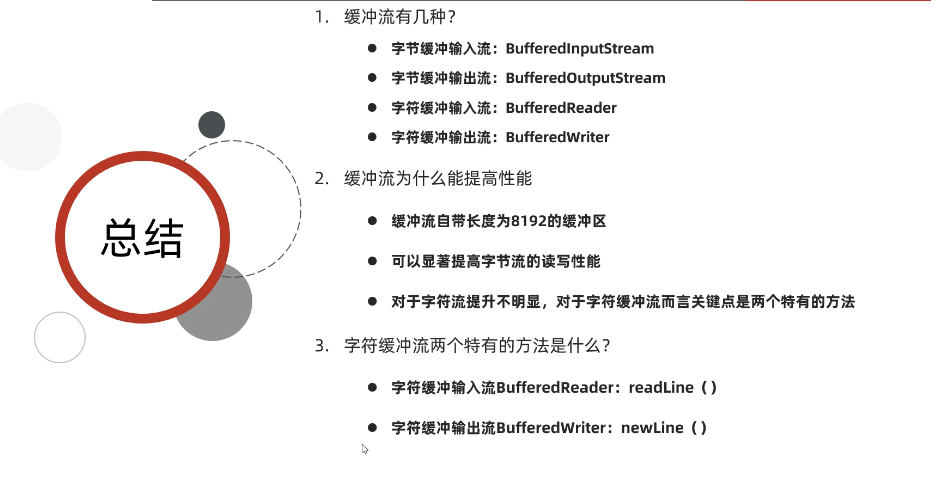 1. 缓冲流有几种？
● 字节缓冲输入流：BufferedInputStream
● 字节缓冲输出流：BufferedOutputStream
● 字符缓冲输入流：BufferedReader
● 字符缓冲输出流：BufferedWriter
总结
2. 缓冲流为什么能提高性能
● 缓冲流自带长度为8192的缓冲区
● 可以显著提高字节流的读写性能
● 对于字符流提升不明显，对于字符缓冲流而言关键点是两个特有的方法
3. 字符缓冲流两个特有的方法是什么？
● 字符缓冲输入流BufferedReader：readLine（）
● 字符缓冲输出流BufferedWriter：newLine（）